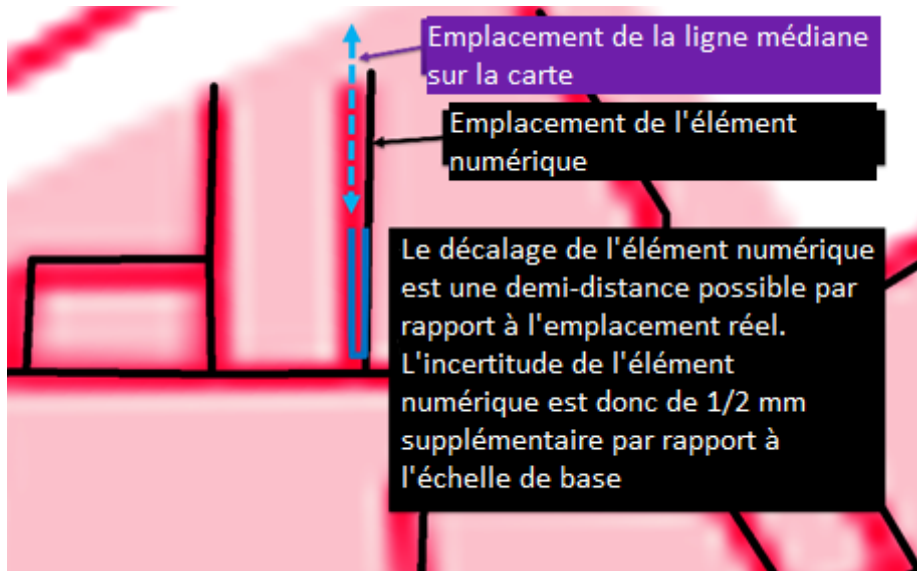 Emplacement de la ligne médiane
sur la carte
Emplacement de l'élément
numérique
Le décalage de l'élément numérique
est une demi-distance possible par
rapport à l'emplacement réel.
L'incertitude de l'élément
numérique est donc de 1/2 mm
supplémentaire par rapport à
l'échelle de base